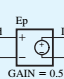 Ep
+
+
-
-
GAIN = 0.5